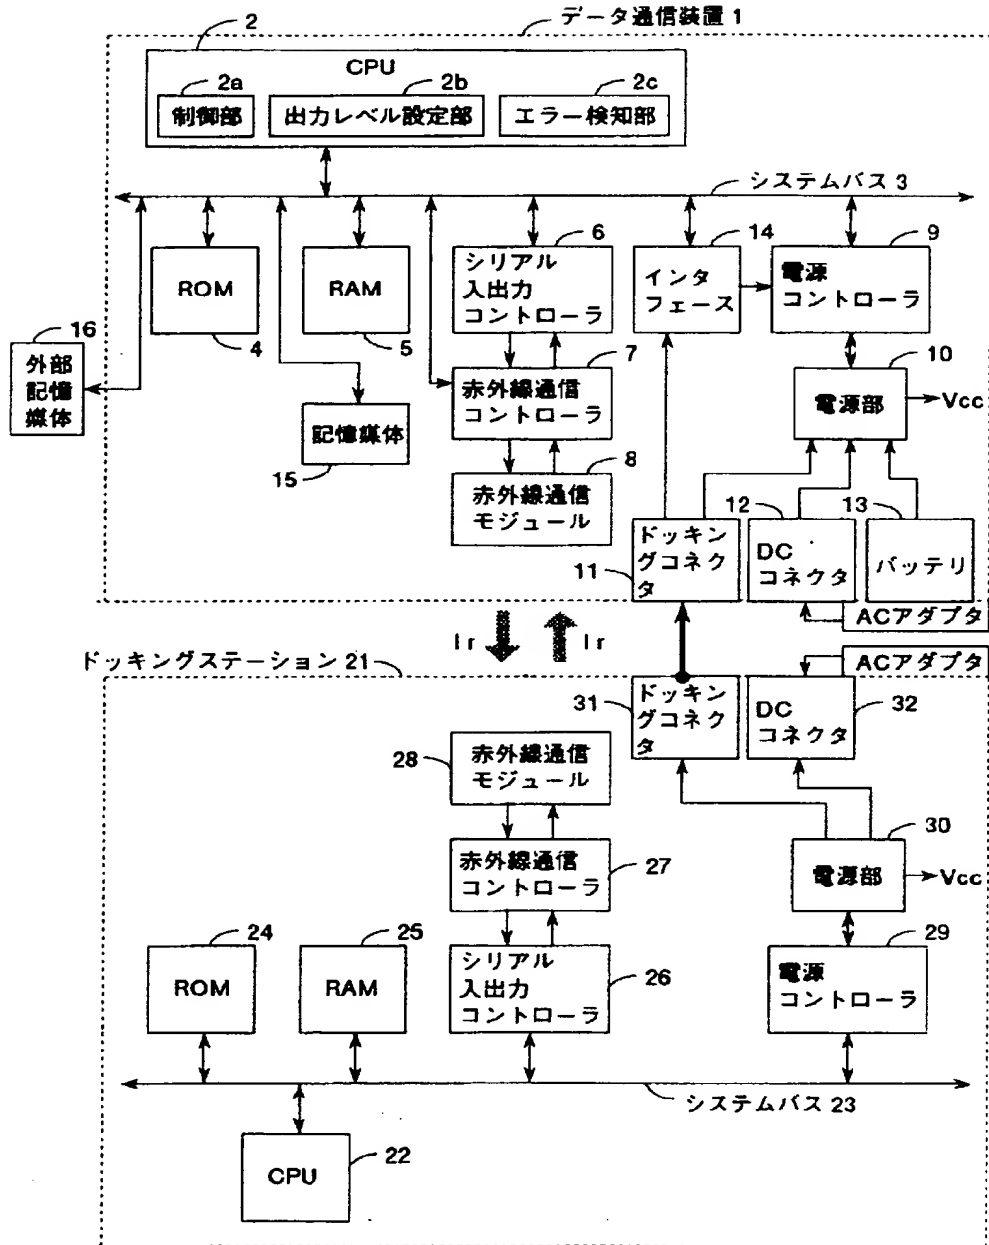 データ通信装置 1
2
CPU
2a
2b
2c
制御部
出力レベル設定部
エラー検知部
システムバス 3
6
14
9
ROM
RAM
シリアル
入出力
コントローラ
インタ
フェース
電源
コントローラ
16
4
5
7
10
外部
記憶
媒体
赤外線通信
コントローラ
電源部
Vcc
記憶媒体
15
8
赤外線通信
モジュール
12
13
ドッキン
グコネク
タ
DC
コネクタ
バッテリ
11
ACアダプタ
Ir
Ir
ドッキングステーション 21
ACアダプタ
31
ドッキン
グコネク
タ
DC
コネクタ
32
28
赤外線通信
モジュール
30
赤外線通信
コントローラ
27
電源部
Vcc
24
25
29
ROM
RAM
シリアル
入出力
コントローラ
26
電源
コントローラ
システムバス 23
CPU
22